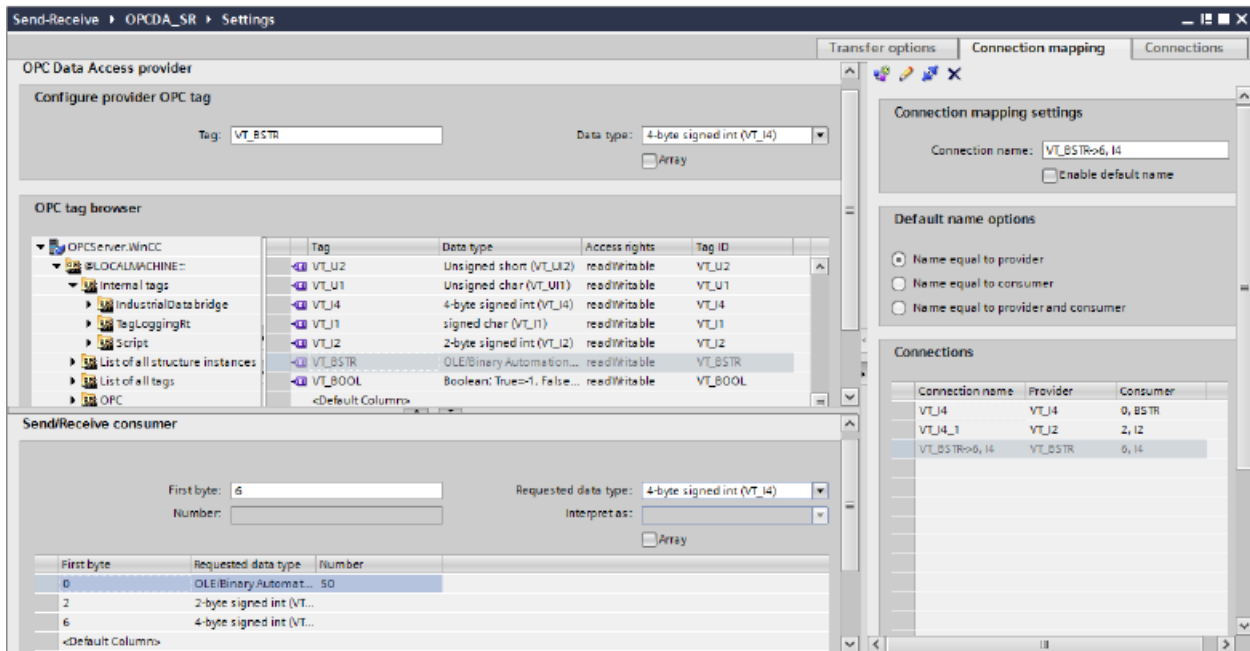 Send-Receive ▸ OPCDA_SR ▸ Settings
Transfer options Connection mapping Connections
OPC Data Access provider
Configure provider OPC tag
Tag: VT_BSTR Data type: 4-byte signed int (VT_I4)
Array
OPC tag browser
OPCServer.WinCC
@LOCALMACHINE::
Internal tags
IndustrialDatabridge
TagLoggingRt
Script
List of all structure instances
List of all tags
OPC
Tag Data type Access rights Tag ID
VT_U2 Unsigned short (VT_UI2) readWritable VT_U2
VT_U1 Unsigned char (VT_UI1) readWritable VT_U1
VT_I4 4-byte signed int (VT_I4) readWritable VT_I4
VT_I1 signed char (VT_I1) readWritable VT_I1
VT_I2 2-byte signed int (VT_I2) readWritable VT_I2
VT_BSTR OLE/Binary Automation... readWritable VT_BSTR
VT_BOOL Boolean: True=-1, False... readWritable VT_BOOL
<Default Column>
Send/Receive consumer
First byte: 6 Requested data type: 4-byte signed int (VT_I4)
Number: Interpret as:
Array
First byte Requested data type Number
0 OLE/Binary Automat... 50
2 2-byte signed int (VT...
6 4-byte signed int (VT...
<Default Column>
Connection mapping settings
Connection name: VT_BSTR->6, I4
Enable default name
Default name options
Name equal to provider
Name equal to consumer
Name equal to provider and consumer
Connections
Connection name Provider Consumer
VT_I4 VT_I4 0, BSTR
VT_I4_1 VT_I2 2, I2
VT_BSTR->6, I4 VT_BSTR 6, I4